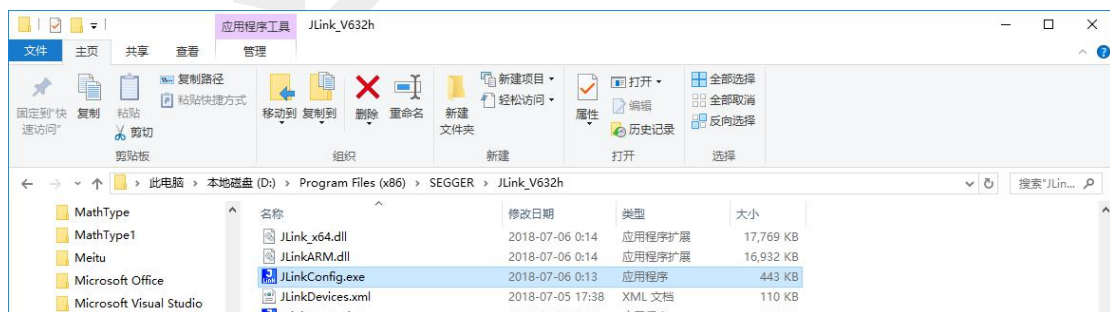 应用程序工具 JLink_V632h
文件 主页 共享 查看 管理
固定到"快速访问"
复制
粘贴
复制路径
粘贴快捷方式
剪切
移动到 复制到 删除 重命名
新建文件夹
新建项目
轻松访问
属性
打开
编辑
历史记录
全部选择
全部取消
反向选择
剪贴板 组织 新建 打开 选择
此电脑 › 本地磁盘 (D:) › Program Files (x86) › SEGGER › JLink_V632h
搜索"JLin...
MathType
MathType1
Meitu
Microsoft Office
Microsoft Visual Studio
名称 修改日期 类型 大小
JLink_x64.dll 2018-07-06 0:14 应用程序扩展 17,769 KB
JLinkARM.dll 2018-07-06 0:14 应用程序扩展 16,932 KB
JLinkConfig.exe 2018-07-06 0:13 应用程序 443 KB
JLinkDevices.xml 2018-07-05 17:38 XML 文档 110 KB